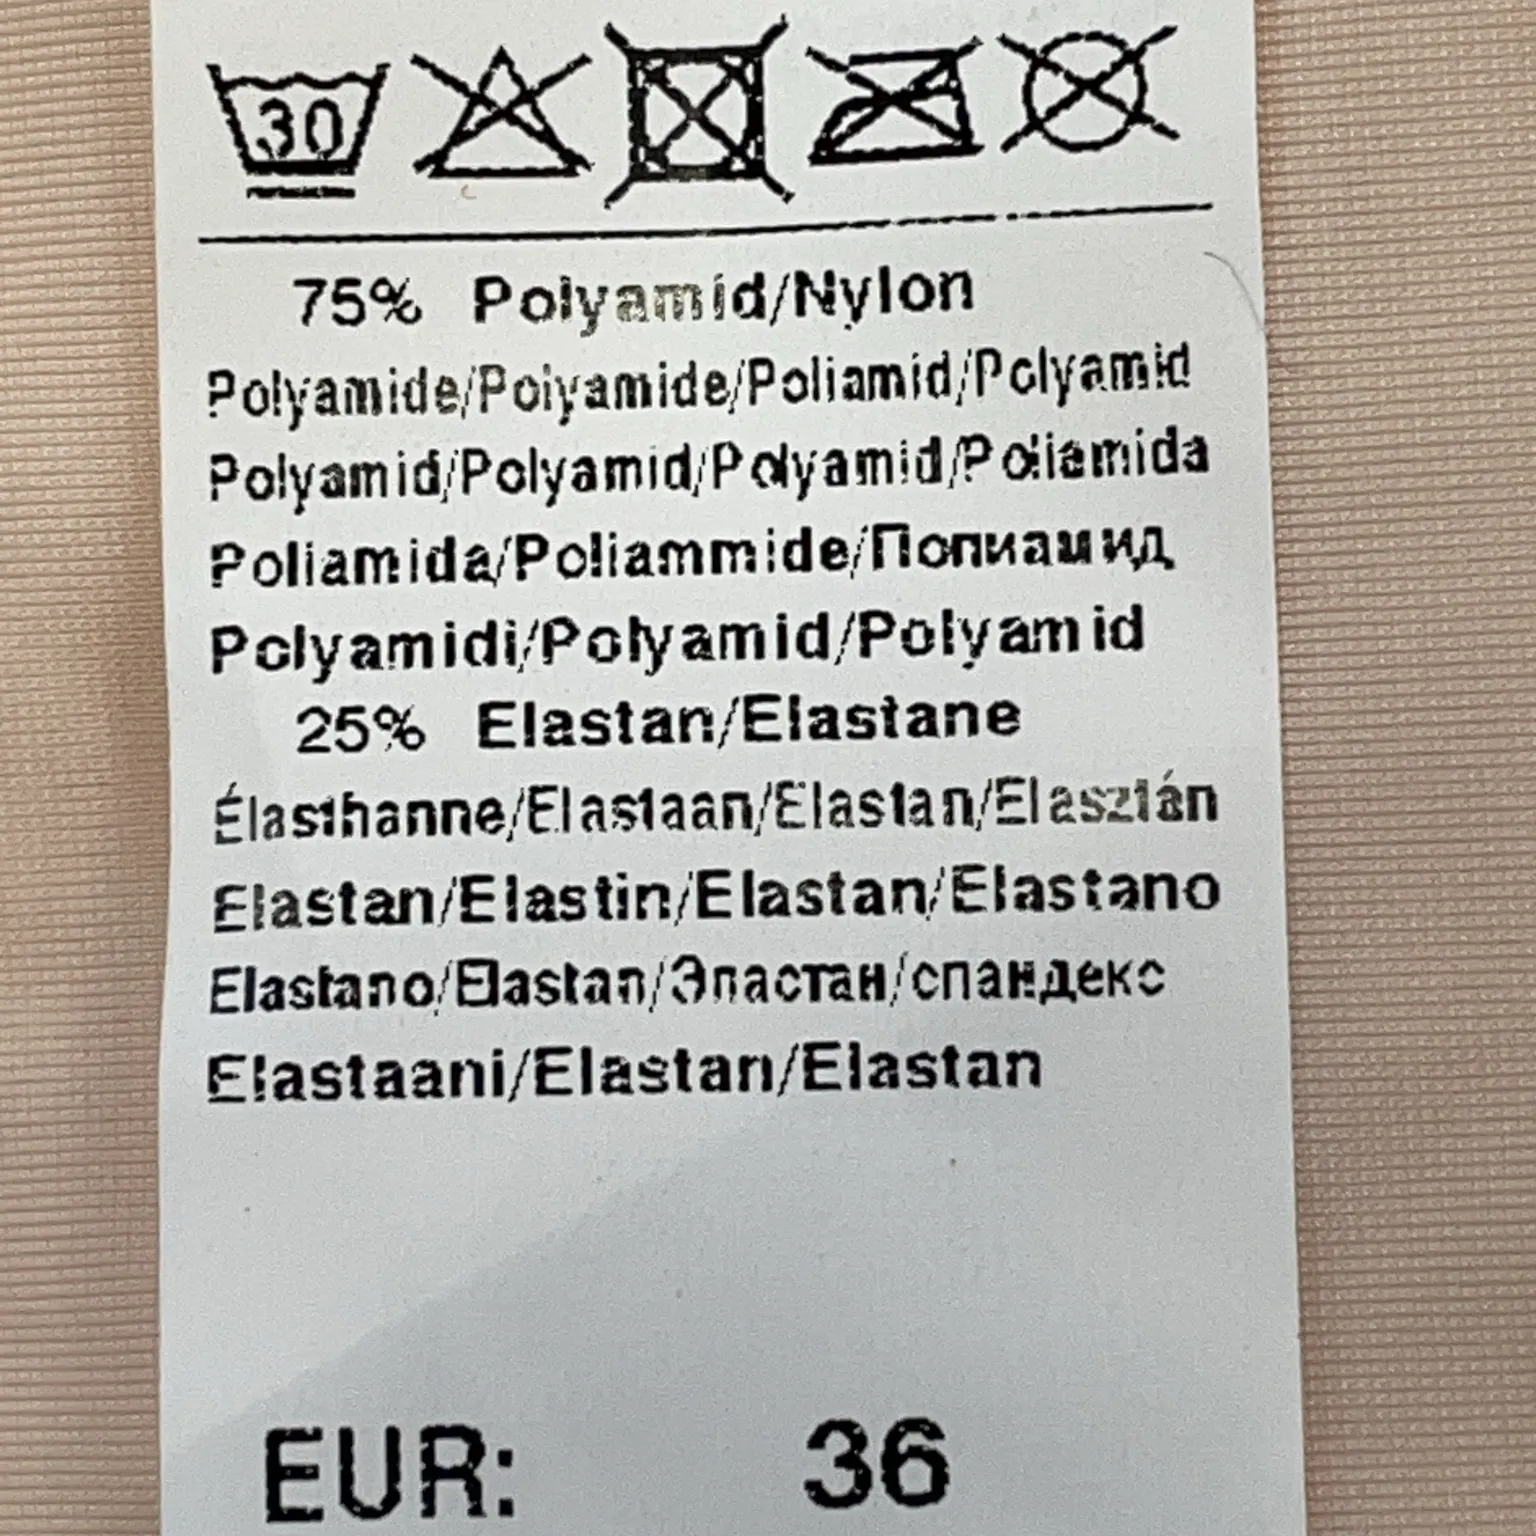 30
75% Polyamid/Nylon
Polyamide/Polyamide/Poliamid/Polyamid
Polyamid/Polyamid/Polyamid/Poliamida
Poliamida/Poliammide/Полиамид
Polyamidi/Polyamid/Polyamid
25% Elastan/Elastane
Élasthanne/Elastaan/Elastan/Elasztán
Elastan/Elastin/Elastan/Elastano
Elastano/Elastan/Эластан/спандекс
Elastaani/Elastan/Elastan
EUR: 36